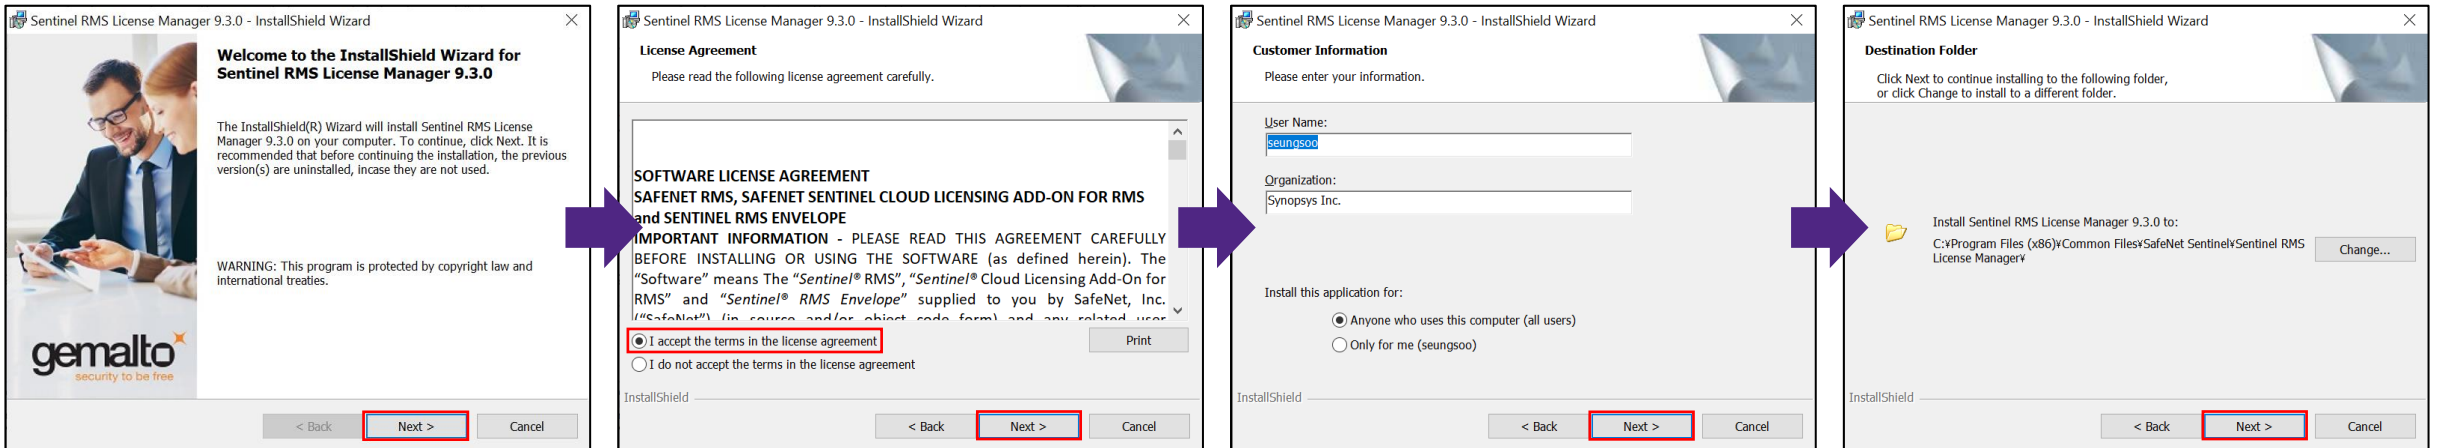 Sentinel RMS License Manager 9.3.0 - InstallShield Wizard
Welcome to the InstallShield Wizard for
Sentinel RMS License Manager 9.3.0
The InstallShield(R) Wizard will install Sentinel RMS License
Manager 9.3.0 on your computer. To continue, click Next. It is
recommended that before continuing the installation, the previous
version(s) are uninstalled, incase they are not used.
WARNING: This program is protected by copyright law and
international treaties.
gemalto
security to be free
< Back Next > Cancel
Sentinel RMS License Manager 9.3.0 - InstallShield Wizard
License Agreement
Please read the following license agreement carefully.
SOFTWARE LICENSE AGREEMENT
SAFENET RMS, SAFENET SENTINEL CLOUD LICENSING ADD-ON FOR RMS
and SENTINEL RMS ENVELOPE
IMPORTANT INFORMATION - PLEASE READ THIS AGREEMENT CAREFULLY
BEFORE INSTALLING OR USING THE SOFTWARE (as defined herein). The
"Software" means The “Sentinel® RMS”, “Sentinel® Cloud Licensing Add-On for
RMS” and “Sentinel® RMS Envelope” supplied to you by SafeNet, Inc.
(“SafeNet”) (in source and/or object code form) and any related user
I accept the terms in the license agreement
Print
I do not accept the terms in the license agreement
InstallShield
< Back Next > Cancel
Sentinel RMS License Manager 9.3.0 - InstallShield Wizard
Customer Information
Please enter your information.
User Name:
seungsoo
Organization:
Synopsys Inc.
Install this application for:
Anyone who uses this computer (all users)
Only for me (seungsoo)
InstallShield
< Back Next > Cancel
Sentinel RMS License Manager 9.3.0 - InstallShield Wizard
Destination Folder
Click Next to continue installing to the following folder,
or click Change to install to a different folder.
Install Sentinel RMS License Manager 9.3.0 to:
C:¥Program Files (x86)¥Common Files¥SafeNet Sentinel¥Sentinel RMS
License Manager¥
Change...
InstallShield
< Back Next > Cancel